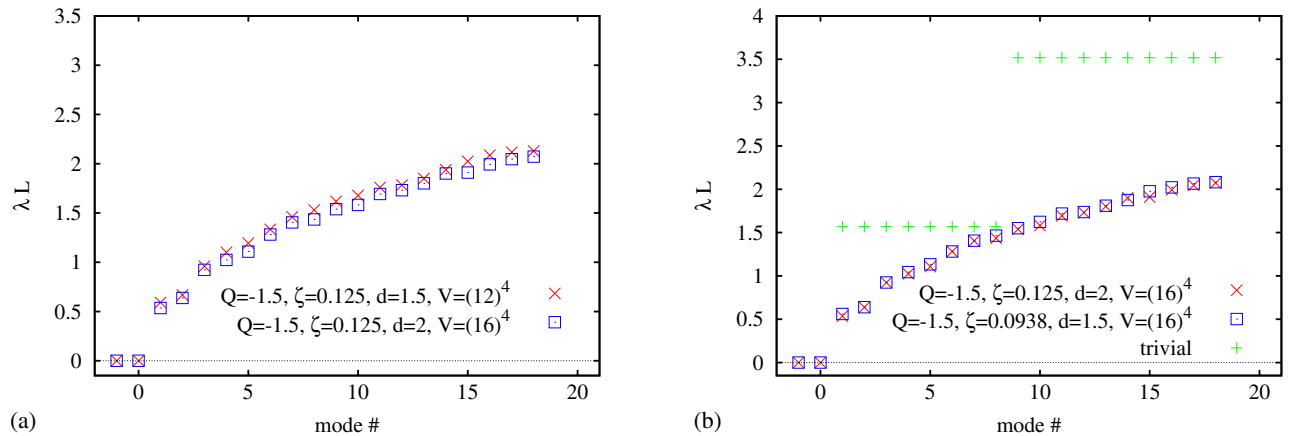 3.5
3
2.5
2
1.5
1
0.5
0
λ L
Q=-1.5, ζ=0.125, d=1.5, V=(12)^4
Q=-1.5, ζ=0.125, d=2, V=(16)^4
0 5 10 15 20
(a) mode #
4
3.5
3
2.5
2
1.5
1
0.5
0
λ L
Q=-1.5, ζ=0.125, d=2, V=(16)^4
Q=-1.5, ζ=0.0938, d=1.5, V=(16)^4
trivial
0 5 10 15 20
(b) mode #